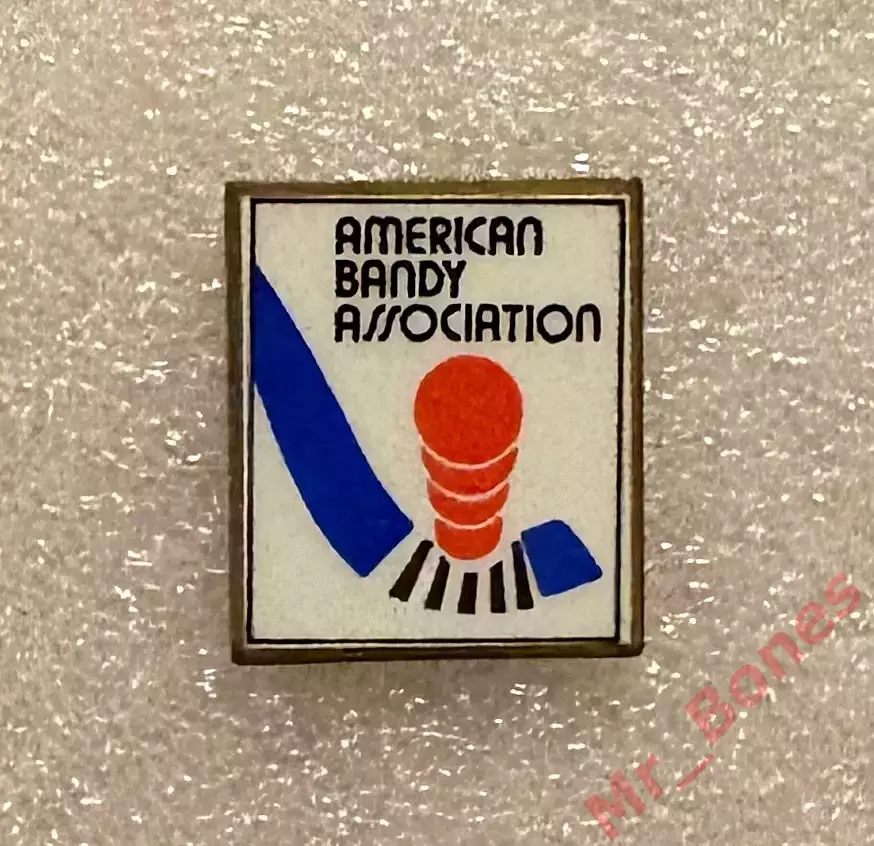 AMERICAN
BANDY
ASSOCIATION
Mr_Bones